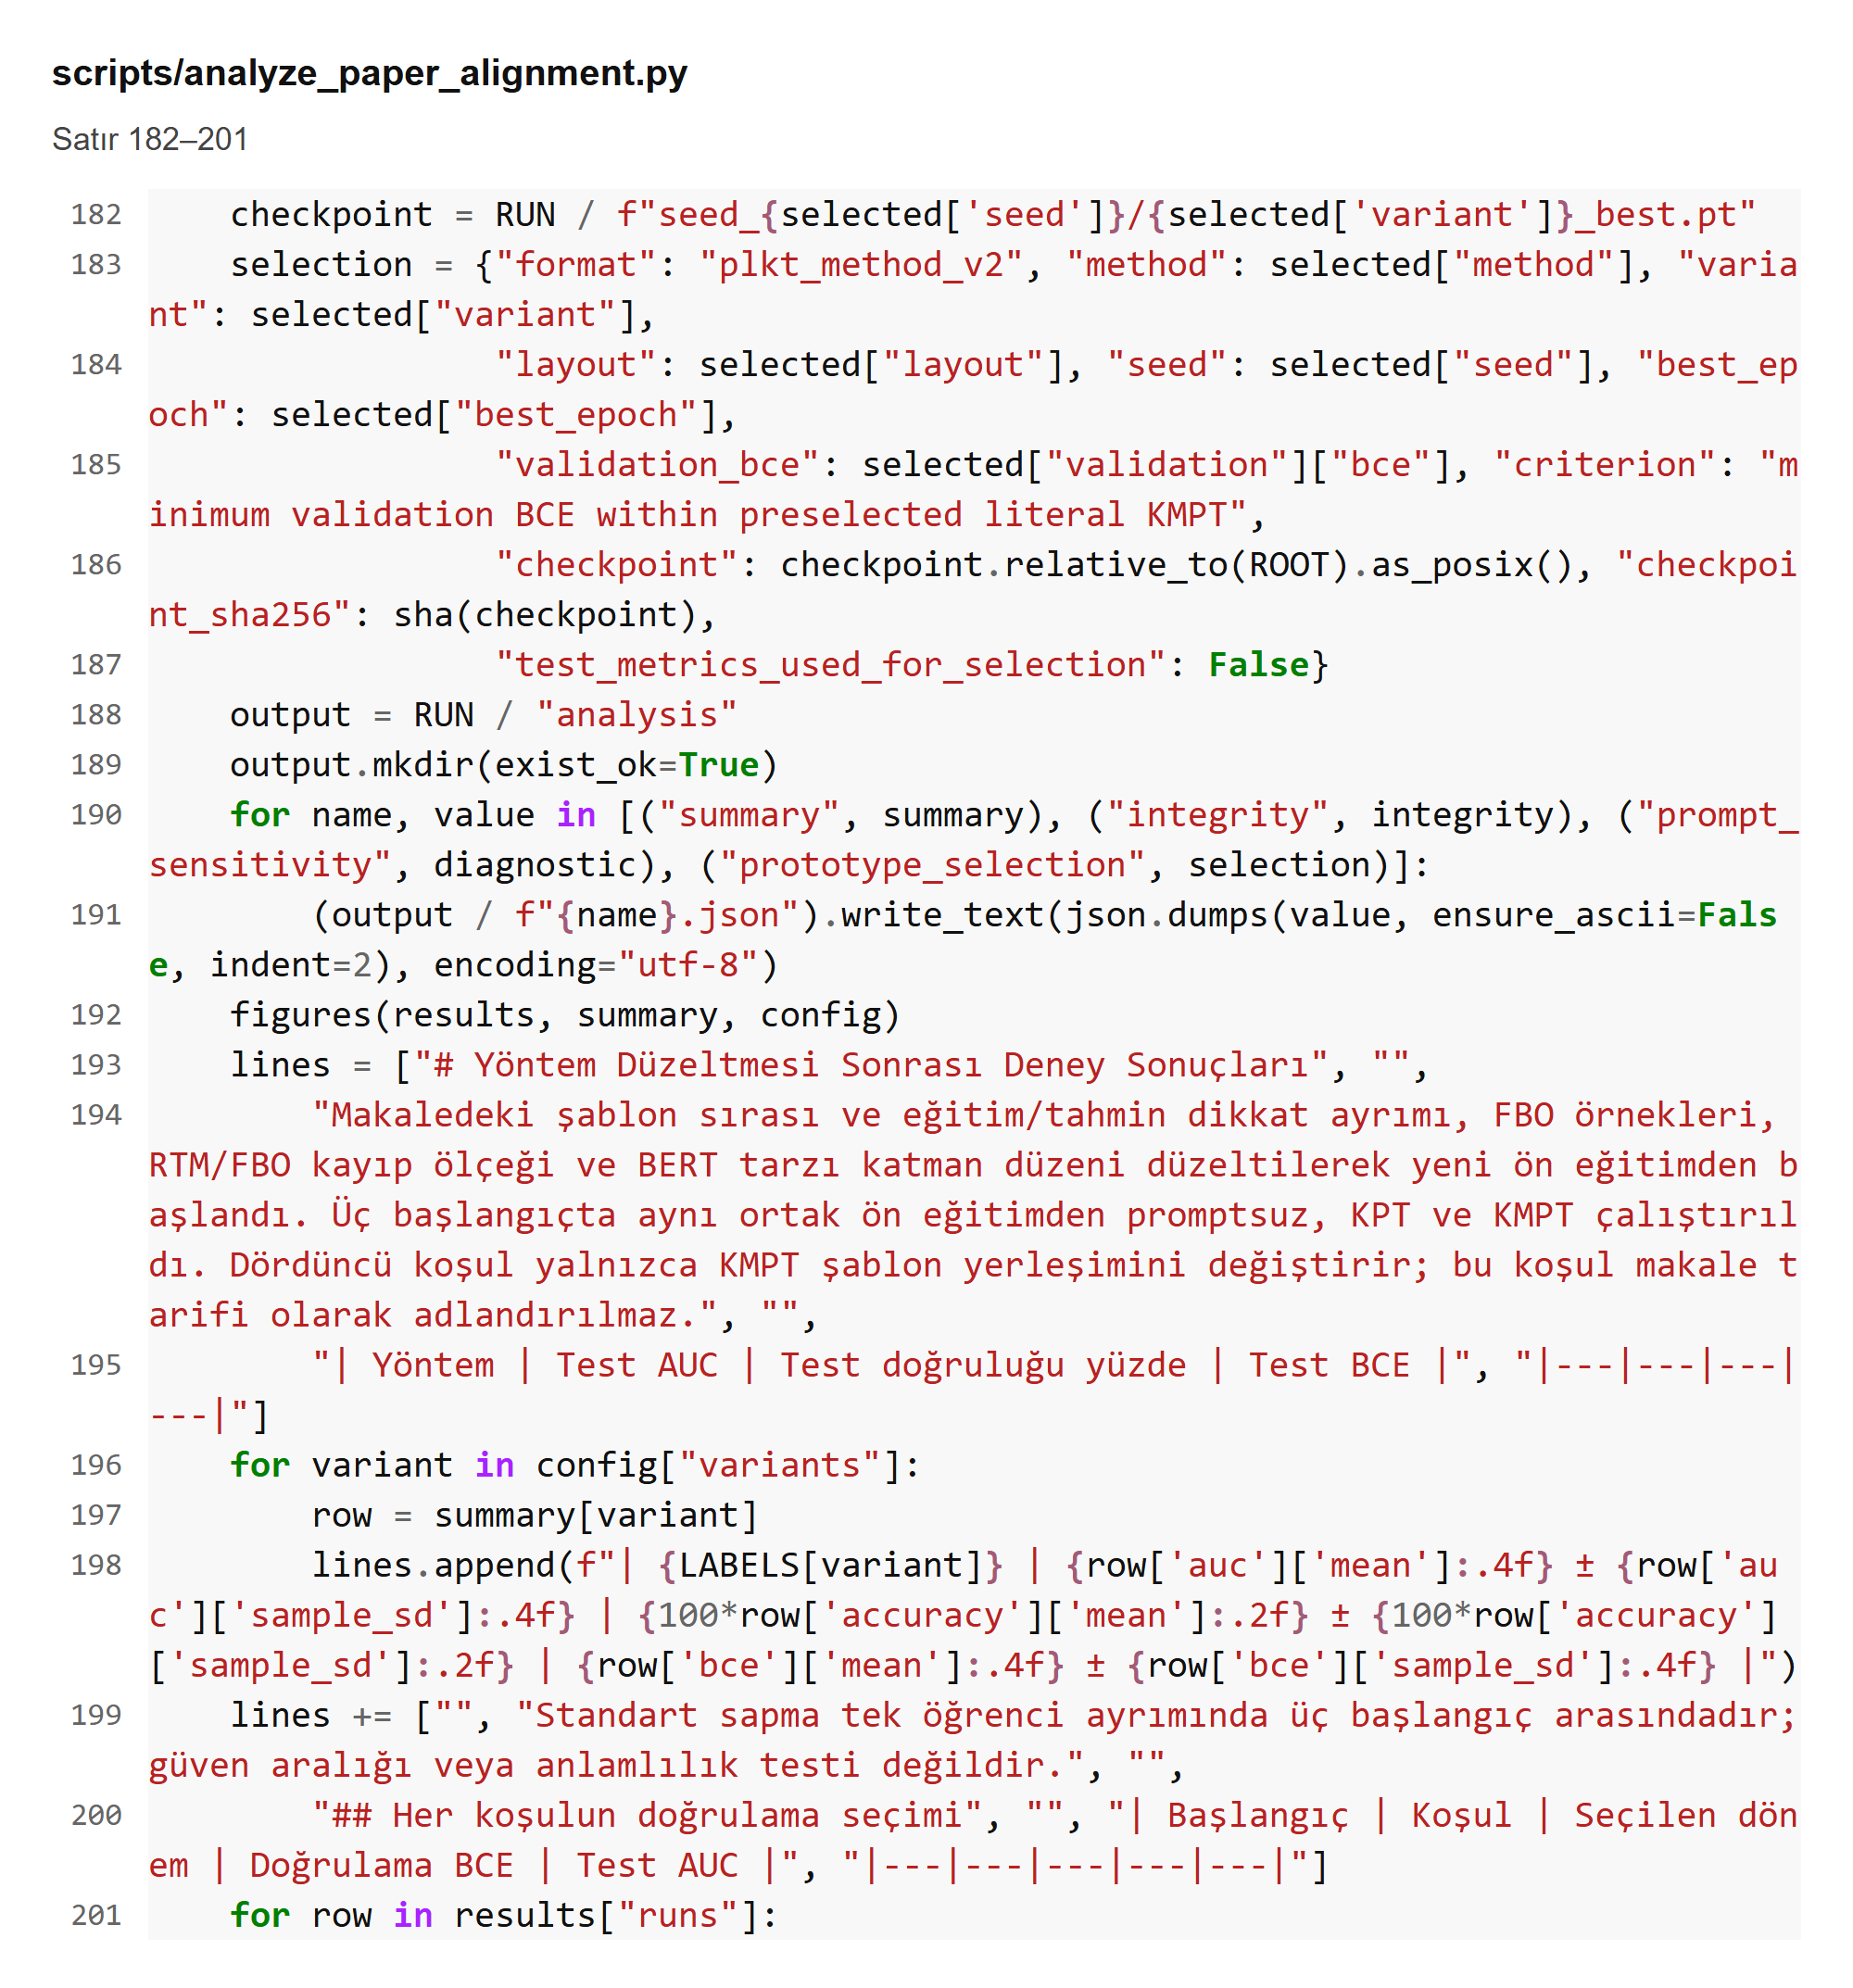 scripts/analyze_paper_alignment.py
Satır 182–201
182     checkpoint = RUN / f"seed_{selected['seed']}/{selected['variant']}_best.pt"
183     selection = {"format": "plkt_method_v2", "method": selected["method"], "varia
nt": selected["variant"],
184                  "layout": selected["layout"], "seed": selected["seed"], "best_ep
och": selected["best_epoch"],
185                  "validation_bce": selected["validation"]["bce"], "criterion": "m
inimum validation BCE within preselected literal KMPT",
186                  "checkpoint": checkpoint.relative_to(ROOT).as_posix(), "checkpoi
nt_sha256": sha(checkpoint),
187                  "test_metrics_used_for_selection": False}
188     output = RUN / "analysis"
189     output.mkdir(exist_ok=True)
190     for name, value in [("summary", summary), ("integrity", integrity), ("prompt_
sensitivity", diagnostic), ("prototype_selection", selection)]:
191         (output / f"{name}.json").write_text(json.dumps(value, ensure_ascii=Fals
e, indent=2), encoding="utf-8")
192     figures(results, summary, config)
193     lines = ["# Yöntem Düzeltmesi Sonrası Deney Sonuçları", "",
194         "Makaledeki şablon sırası ve eğitim/tahmin dikkat ayrımı, FBO örnekleri,
RTM/FBO kayıp ölçeği ve BERT tarzı katman düzeni düzeltilerek yeni ön eğitimden b
aşlandı. Üç başlangıçta aynı ortak ön eğitimden promptsuz, KPT ve KMPT çalıştırıl
dı. Dördüncü koşul yalnızca KMPT şablon yerleşimini değiştirir; bu koşul makale t
arifi olarak adlandırılmaz.", "",
195         "| Yöntem | Test AUC | Test doğruluğu yüzde | Test BCE |", "|---|---|---|
---|"]
196     for variant in config["variants"]:
197         row = summary[variant]
198         lines.append(f"| {LABELS[variant]} | {row['auc']['mean']:.4f} ± {row['au
c']['sample_sd']:.4f} | {100*row['accuracy']['mean']:.2f} ± {100*row['accuracy']
['sample_sd']:.2f} | {row['bce']['mean']:.4f} ± {row['bce']['sample_sd']:.4f} |")
199     lines += ["", "Standart sapma tek öğrenci ayrımında üç başlangıç arasındadır;
güven aralığı veya anlamlılık testi değildir.", "",
200         "## Her koşulun doğrulama seçimi", "", "| Başlangıç | Koşul | Seçilen dön
em | Doğrulama BCE | Test AUC |", "|---|---|---|---|---|"]
201     for row in results["runs"]: